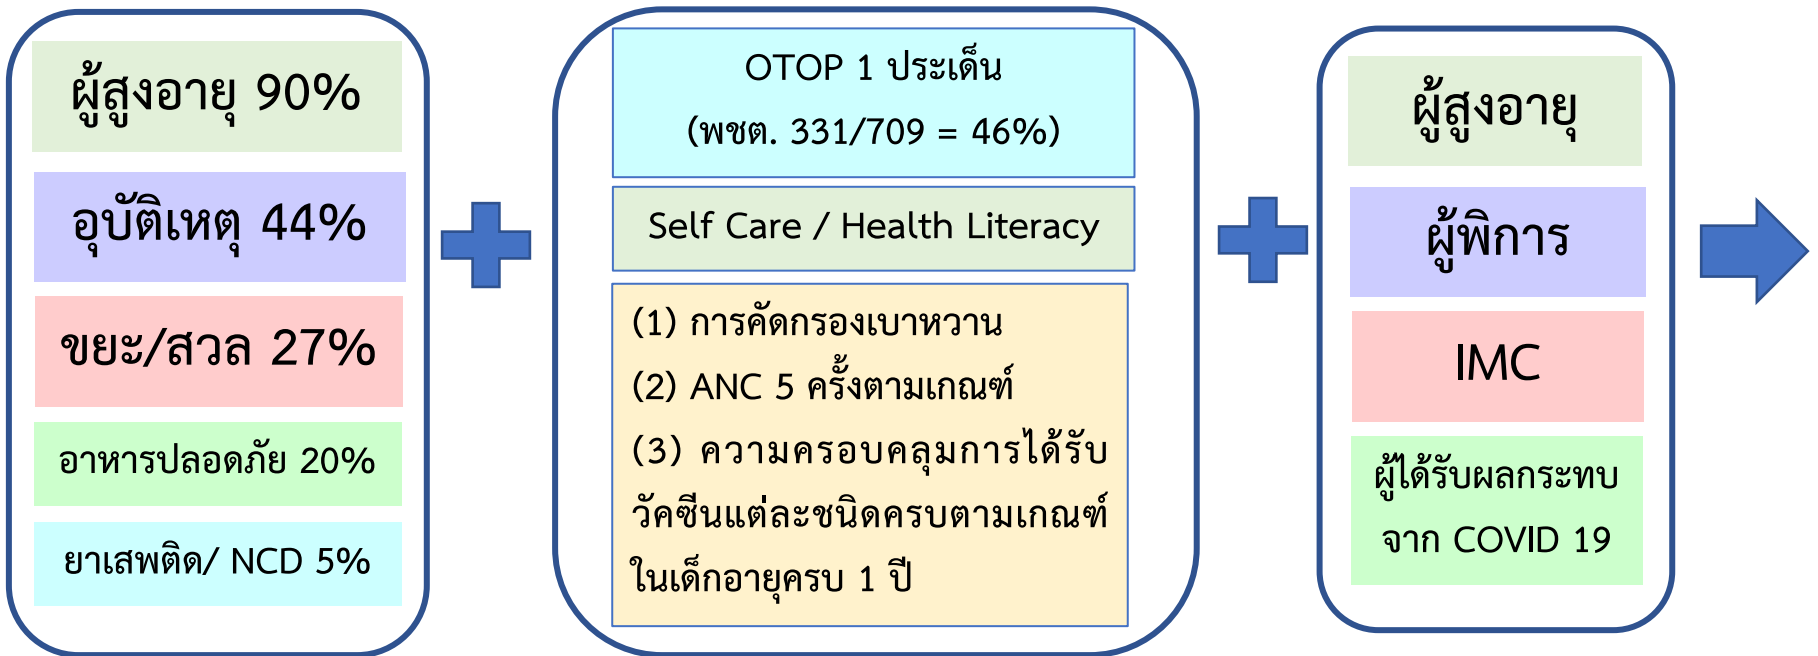 ผู้สูงอายุ 90%
อุบัติเหตุ 44%
ขยะ/สวล 27%
อาหารปลอดภัย 20%
ยาเสพติด/ NCD 5%
OTOP 1 ประเด็น
(พชต. 331/709 = 46%)
Self Care / Health Literacy
(1) การคัดกรองเบาหวาน
(2) ANC 5 ครั้งตามเกณฑ์
(3) ความครอบคลุมการได้รับ
วัคซีนแต่ละชนิดครบตามเกณฑ์
ในเด็กอายุครบ 1 ปี
ผู้สูงอายุ
ผู้พิการ
IMC
ผู้ได้รับผลกระทบ
จาก COVID 19